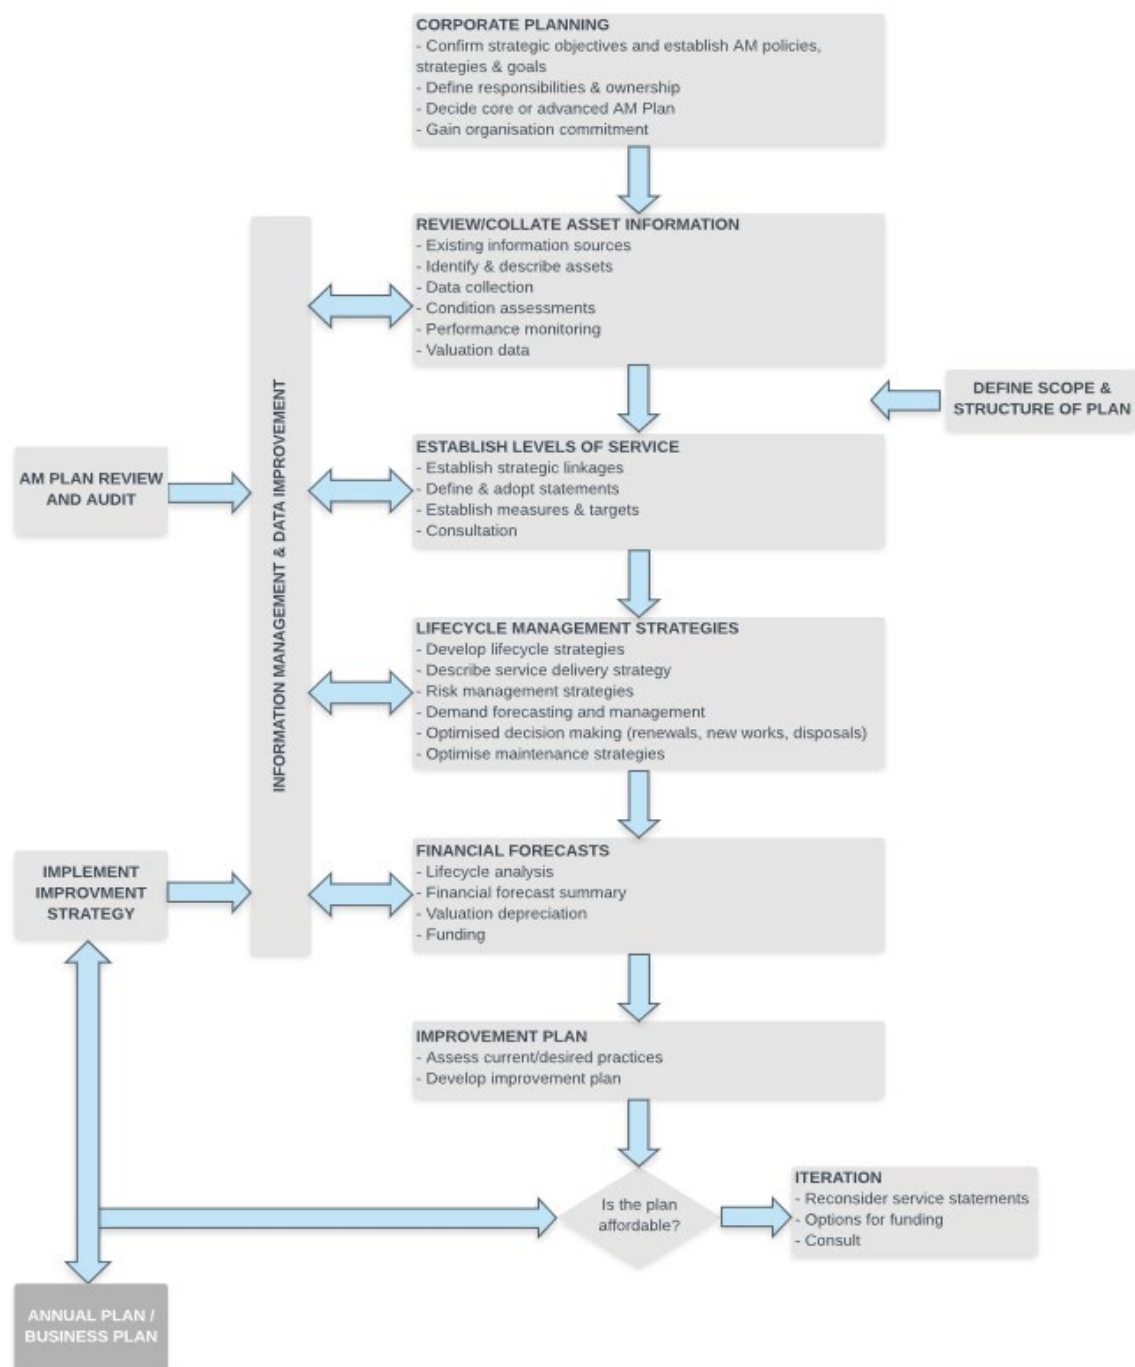 CORPORATE PLANNING
- Confirm strategic objectives and establish AM policies,
strategies & goals
- Define responsibilities & ownership
- Decide core or advanced AM Plan
- Gain organisation commitment
REVIEW/COLLATE ASSET INFORMATION
- Existing information sources
- Identify & describe assets
- Data collection
- Condition assessments
- Performance monitoring
- Valuation data
DEFINE SCOPE &
STRUCTURE OF PLAN
INFORMATION MANAGEMENT & DATA IMPROVEMENT
AM PLAN REVIEW
AND AUDIT
ESTABLISH LEVELS OF SERVICE
- Establish strategic linkages
- Define & adopt statements
- Establish measures & targets
- Consultation
LIFECYCLE MANAGEMENT STRATEGIES
- Develop lifecycle strategies
- Describe service delivery strategy
- Risk management strategies
- Demand forecasting and management
- Optimised decision making (renewals, new works, disposals)
- Optimise maintenance strategies
IMPLEMENT
IMPROVMENT
STRATEGY
FINANCIAL FORECASTS
- Lifecycle analysis
- Financial forecast summary
- Valuation depreciation
- Funding
IMPROVEMENT PLAN
- Assess current/desired practices
- Develop improvement plan
Is the plan
affordable?
ITERATION
- Reconsider service statements
- Options for funding
- Consult
ANNUAL PLAN /
BUSINESS PLAN